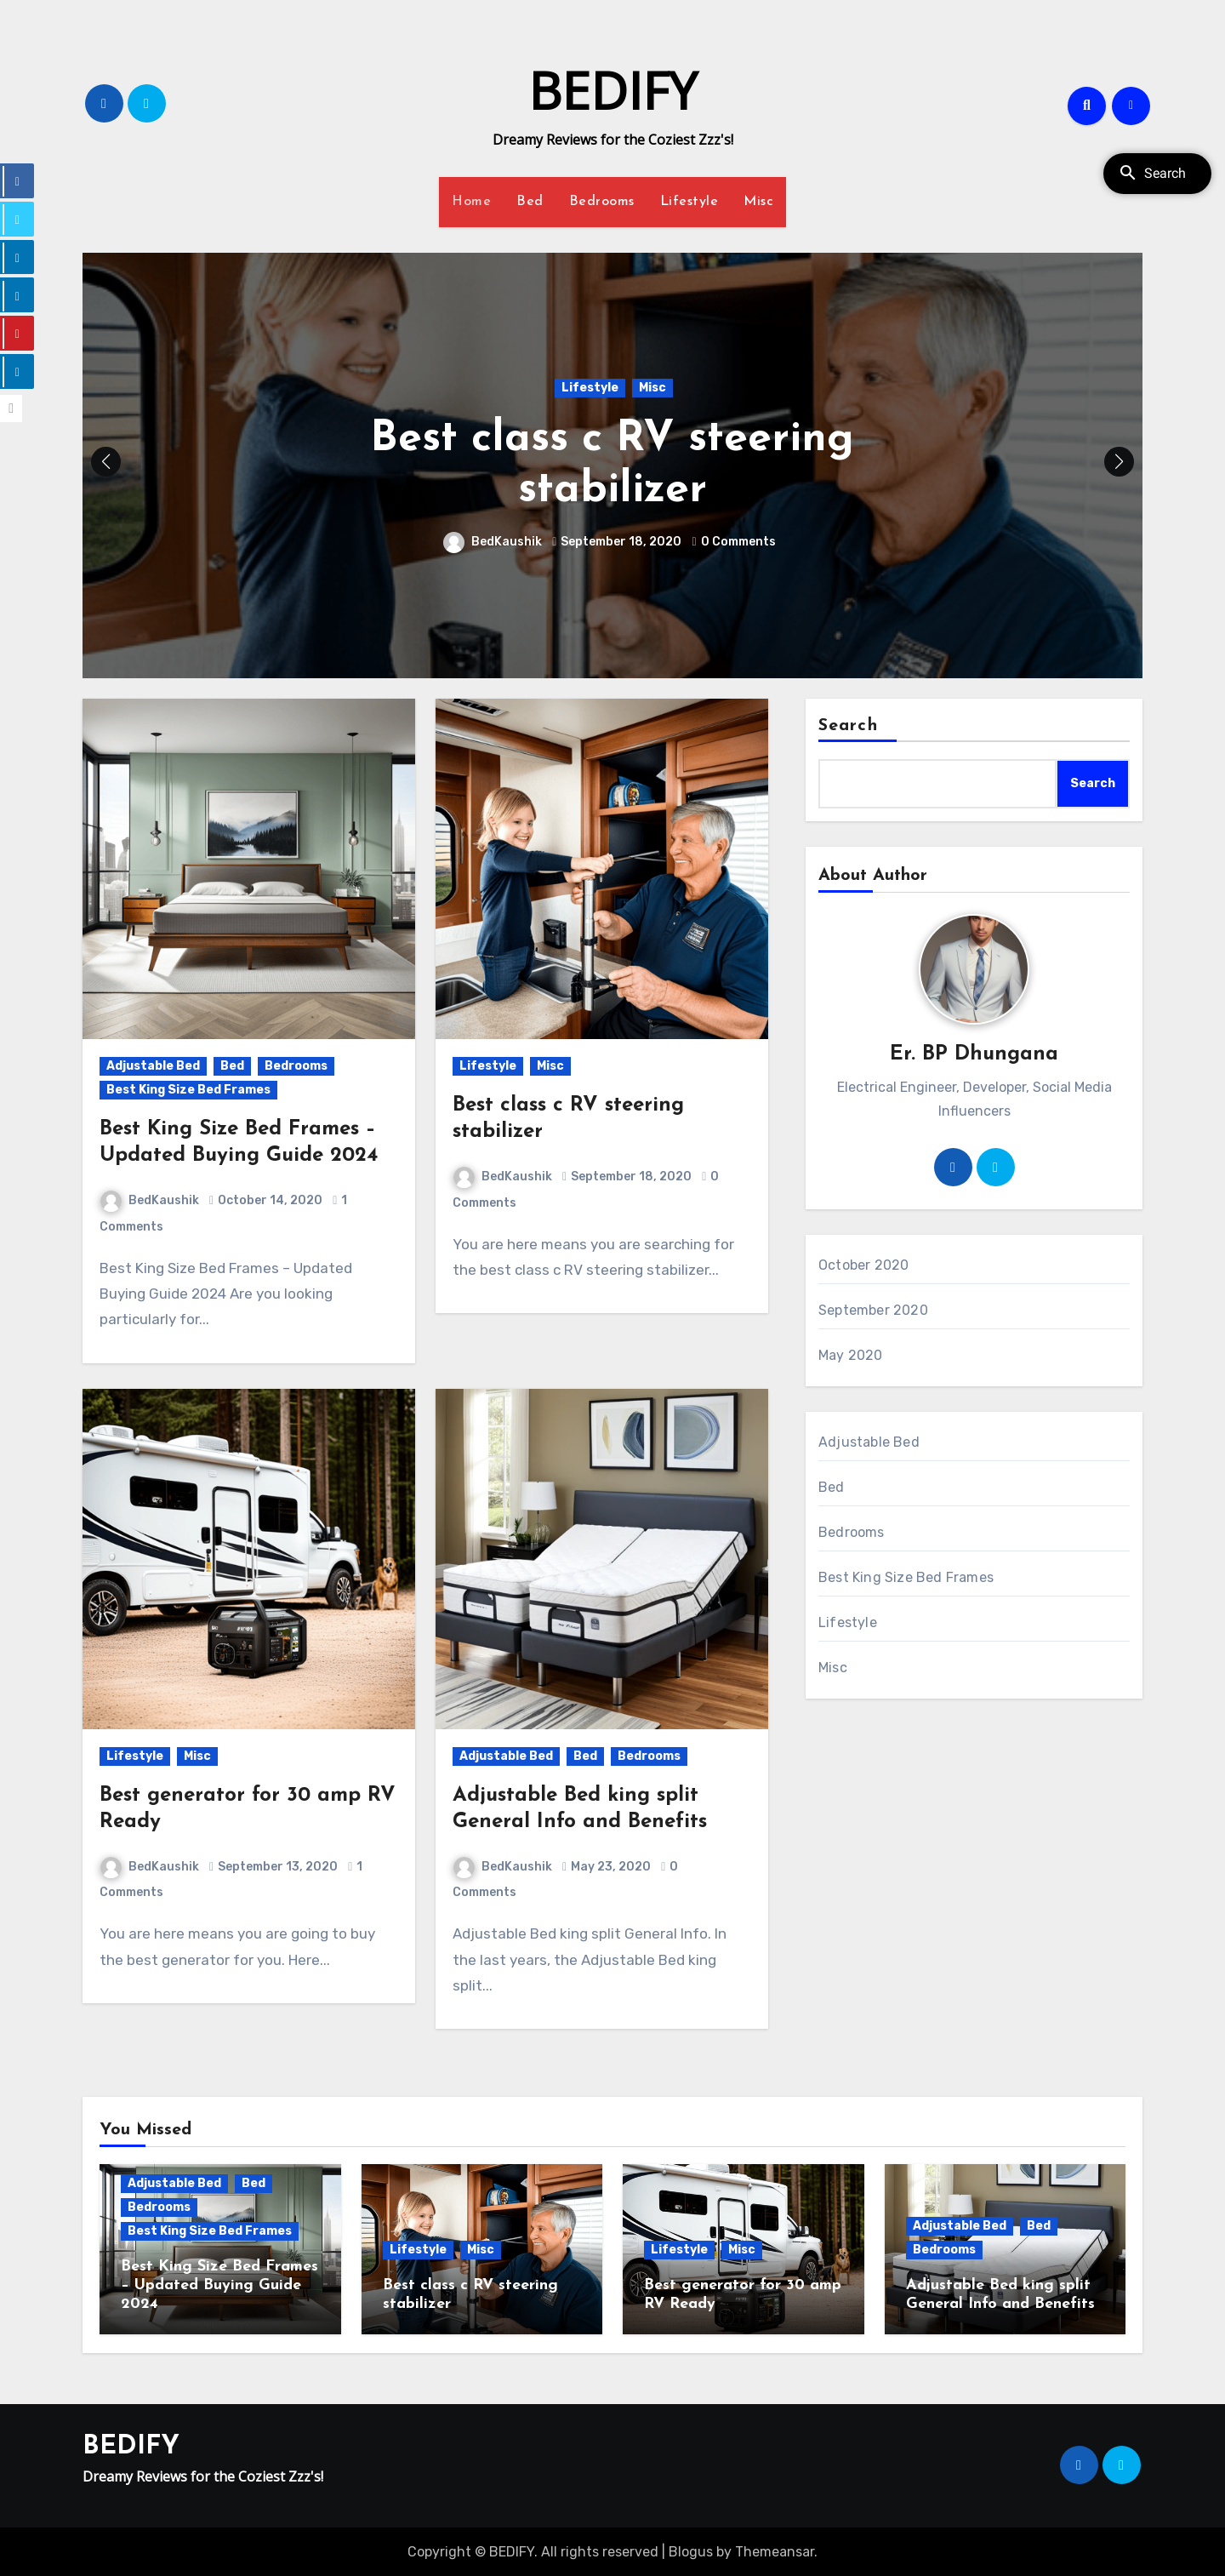 BEDIFY
Dreamy Reviews for the Coziest Zzz's!
Search
Home Bed Bedrooms Lifestyle Misc
Lifestyle Misc
Best class c RV steering
stabilizer
BedKaushik September 18, 2020 0 Comments
Adjustable Bed Bed Bedrooms
Best King Size Bed Frames
Best King Size Bed Frames –
Updated Buying Guide 2024
BedKaushik October 14, 2020 1
Comments
Best King Size Bed Frames – Updated
Buying Guide 2024 Are you looking
particularly for...
Lifestyle Misc
Best class c RV steering
stabilizer
BedKaushik September 18, 2020 0
Comments
You are here means you are searching for
the best class c RV steering stabilizer...
Lifestyle Misc
Best generator for 30 amp RV
Ready
BedKaushik September 13, 2020 1
Comments
You are here means you are going to buy
the best generator for you. Here...
Adjustable Bed Bed Bedrooms
Adjustable Bed king split
General Info and Benefits
BedKaushik May 23, 2020 0
Comments
Adjustable Bed king split General Info. In
the last years, the Adjustable Bed king
split...
Search
Search
About Author
Er. BP Dhungana
Electrical Engineer, Developer, Social Media
Influencers
October 2020
September 2020
May 2020
Adjustable Bed
Bed
Bedrooms
Best King Size Bed Frames
Lifestyle
Misc
You Missed
Adjustable Bed Bed
Bedrooms
Best King Size Bed Frames
Best King Size Bed Frames
– Updated Buying Guide
2024
Lifestyle Misc
Best class c RV steering
stabilizer
Lifestyle Misc
Best generator for 30 amp
RV Ready
Adjustable Bed Bed
Bedrooms
Adjustable Bed king split
General Info and Benefits
BEDIFY
Dreamy Reviews for the Coziest Zzz's!
Copyright © BEDIFY. All rights reserved | Blogus by Themeansar.